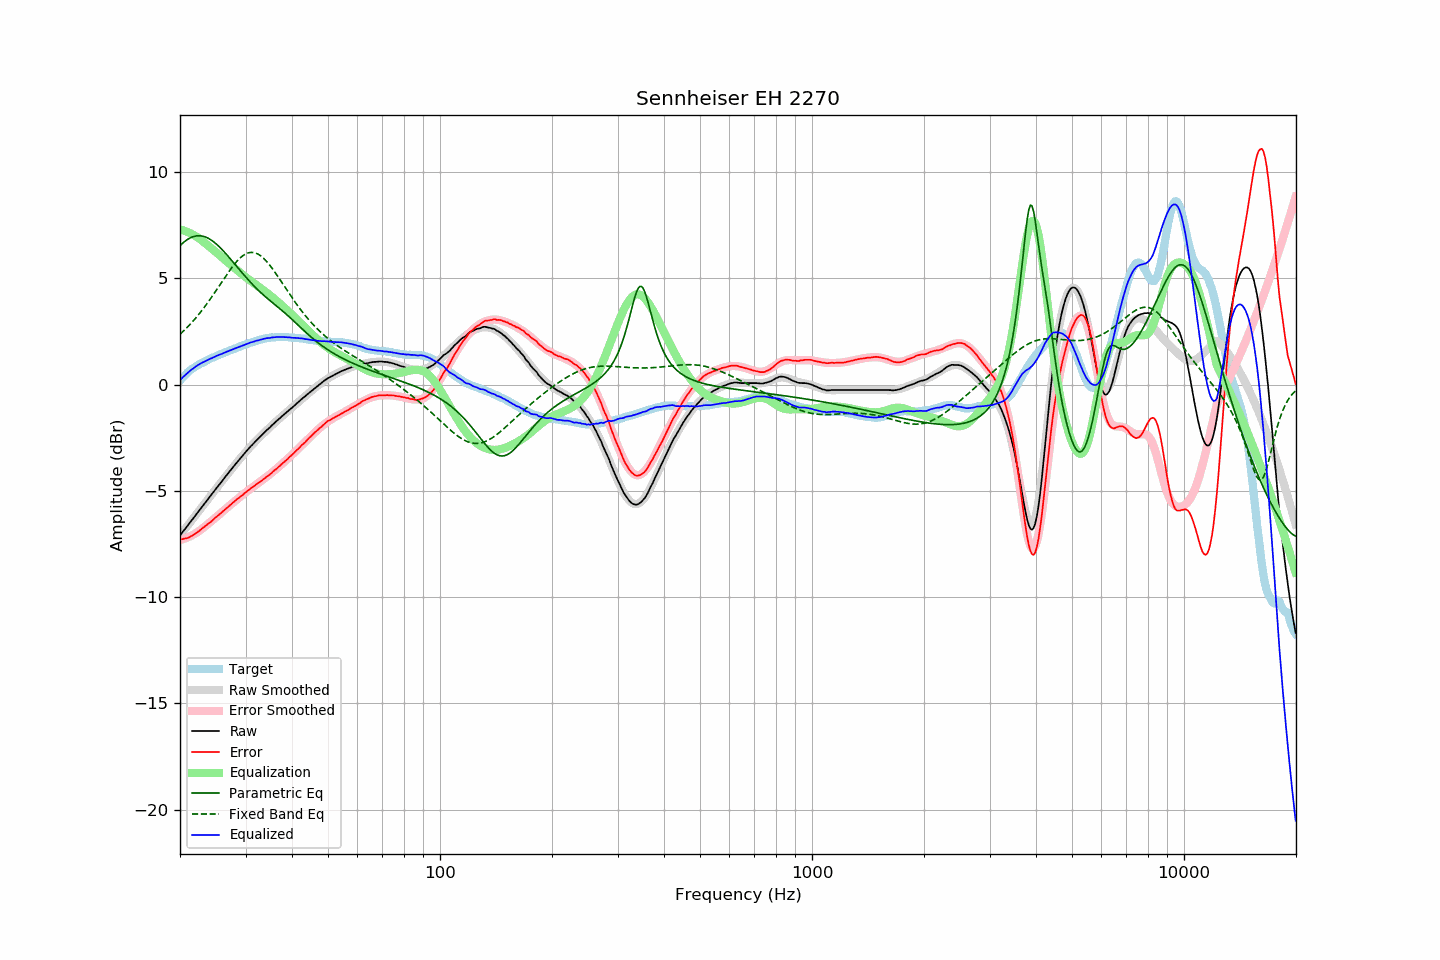 Sennheiser EH 2270
Amplitude (dBr)
10
5
0
−5
−10
−15
−20
Target
Raw Smoothed
Error Smoothed
Raw
Error
Equalization
Parametric Eq
Fixed Band Eq
Equalized
100
1000
10000
Frequency (Hz)